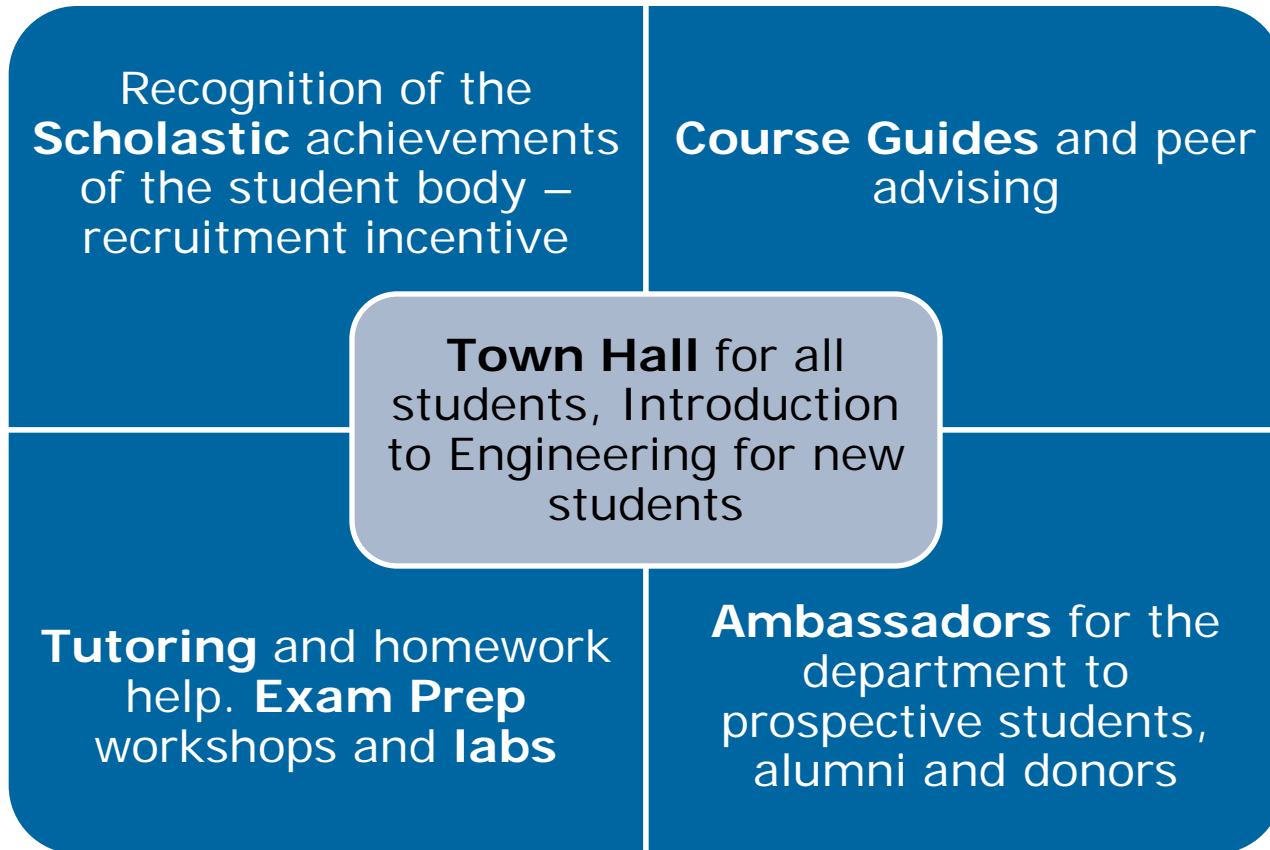 Recognition of the
Scholastic achievements
of the student body –
recruitment incentive
Course Guides and peer
advising
Town Hall for all
students, Introduction
to Engineering for new
students
Tutoring and homework
help. Exam Prep
workshops and labs
Ambassadors for the
department to
prospective students,
alumni and donors